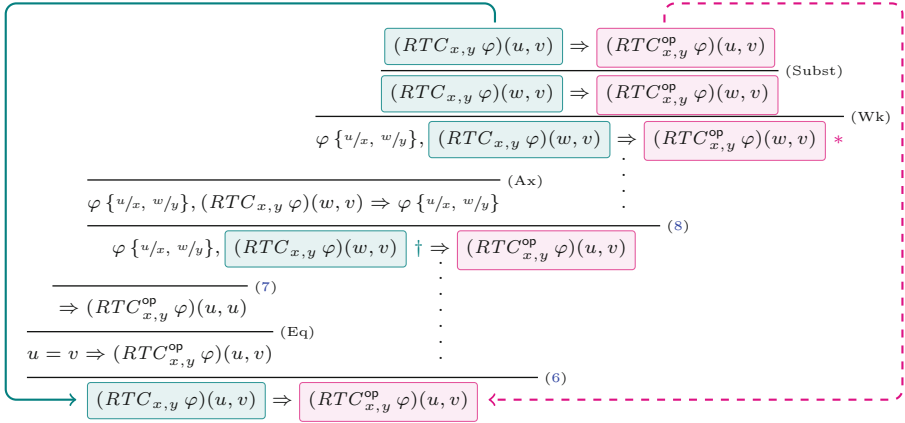 (RTC_{x,y} φ)(u, v) ⇒ (RTC^{op}_{x,y} φ)(u, v)
(Subst)
(RTC_{x,y} φ)(w, v) ⇒ (RTC^{op}_{x,y} φ)(w, v)
(Wk)
φ {u/x, w/y}, (RTC_{x,y} φ)(w, v) ⇒ (RTC^{op}_{x,y} φ)(w, v) *
(Ax)
φ {u/x, w/y}, (RTC_{x,y} φ)(w, v) ⇒ φ {u/x, w/y}
(8)
φ {u/x, w/y}, (RTC_{x,y} φ)(w, v) † ⇒ (RTC^{op}_{x,y} φ)(u, v)
(7)
⇒ (RTC^{op}_{x,y} φ)(u, u)
(Eq)
u = v ⇒ (RTC^{op}_{x,y} φ)(u, v)
(6)
(RTC_{x,y} φ)(u, v) ⇒ (RTC^{op}_{x,y} φ)(u, v)